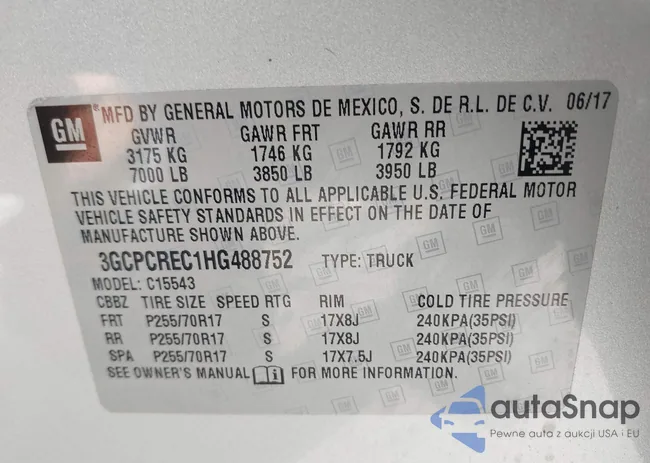 GM
®MFD BY GENERAL MOTORS DE MEXICO, S. DE R.L. DE C.V. 06/17
GVWR GAWR FRT GAWR RR
3175 KG 1746 KG 1792 KG
7000 LB 3850 LB 3950 LB
THIS VEHICLE CONFORMS TO ALL APPLICABLE U.S. FEDERAL MOTOR
VEHICLE SAFETY STANDARDS IN EFFECT ON THE DATE OF
MANUFACTURE SHOWN ABOVE.
3GCPCREC1HG488752 TYPE: TRUCK
MODEL: C15543
CBBZ TIRE SIZE SPEED RTG RIM COLD TIRE PRESSURE
FRT P255/70R17 S 17X8J 240KPA(35PSI)
RR P255/70R17 S 17X8J 240KPA(35PSI)
SPA P255/70R17 S 17X7.5J 240KPA(35PSI)
SEE OWNER'S MANUAL FOR MORE INFORMATION.
autaSnap
Pewne auta z aukcji USA i EU